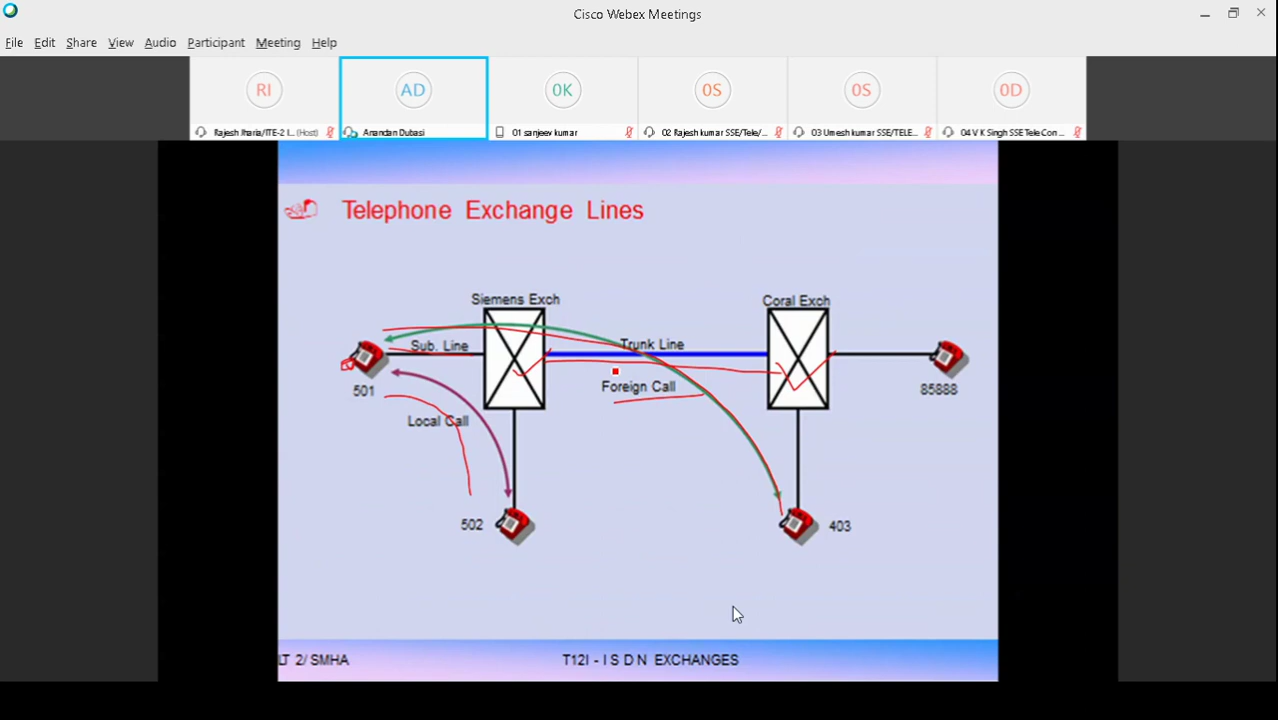 Cisco Webex Meetings
File Edit Share View Audio Participant Meeting Help
RI AD 0K 0S 0S 0D
Rajesh Jharia/ITE-2 I... (Host) Anandan Dubasi 01 sanjeev kumar 02 Rajesh kumar SSE/Tele/... 03 Umesh kumar SSE/TELE... 04 V K Singh SSE Tele Con ...
Telephone Exchange Lines
Siemens Exch Coral Exch
Sub. Line Trunk Line
501 Foreign Call 85888
Local Call
502 403
LT 2/ SMHA T12I - I S D N EXCHANGES